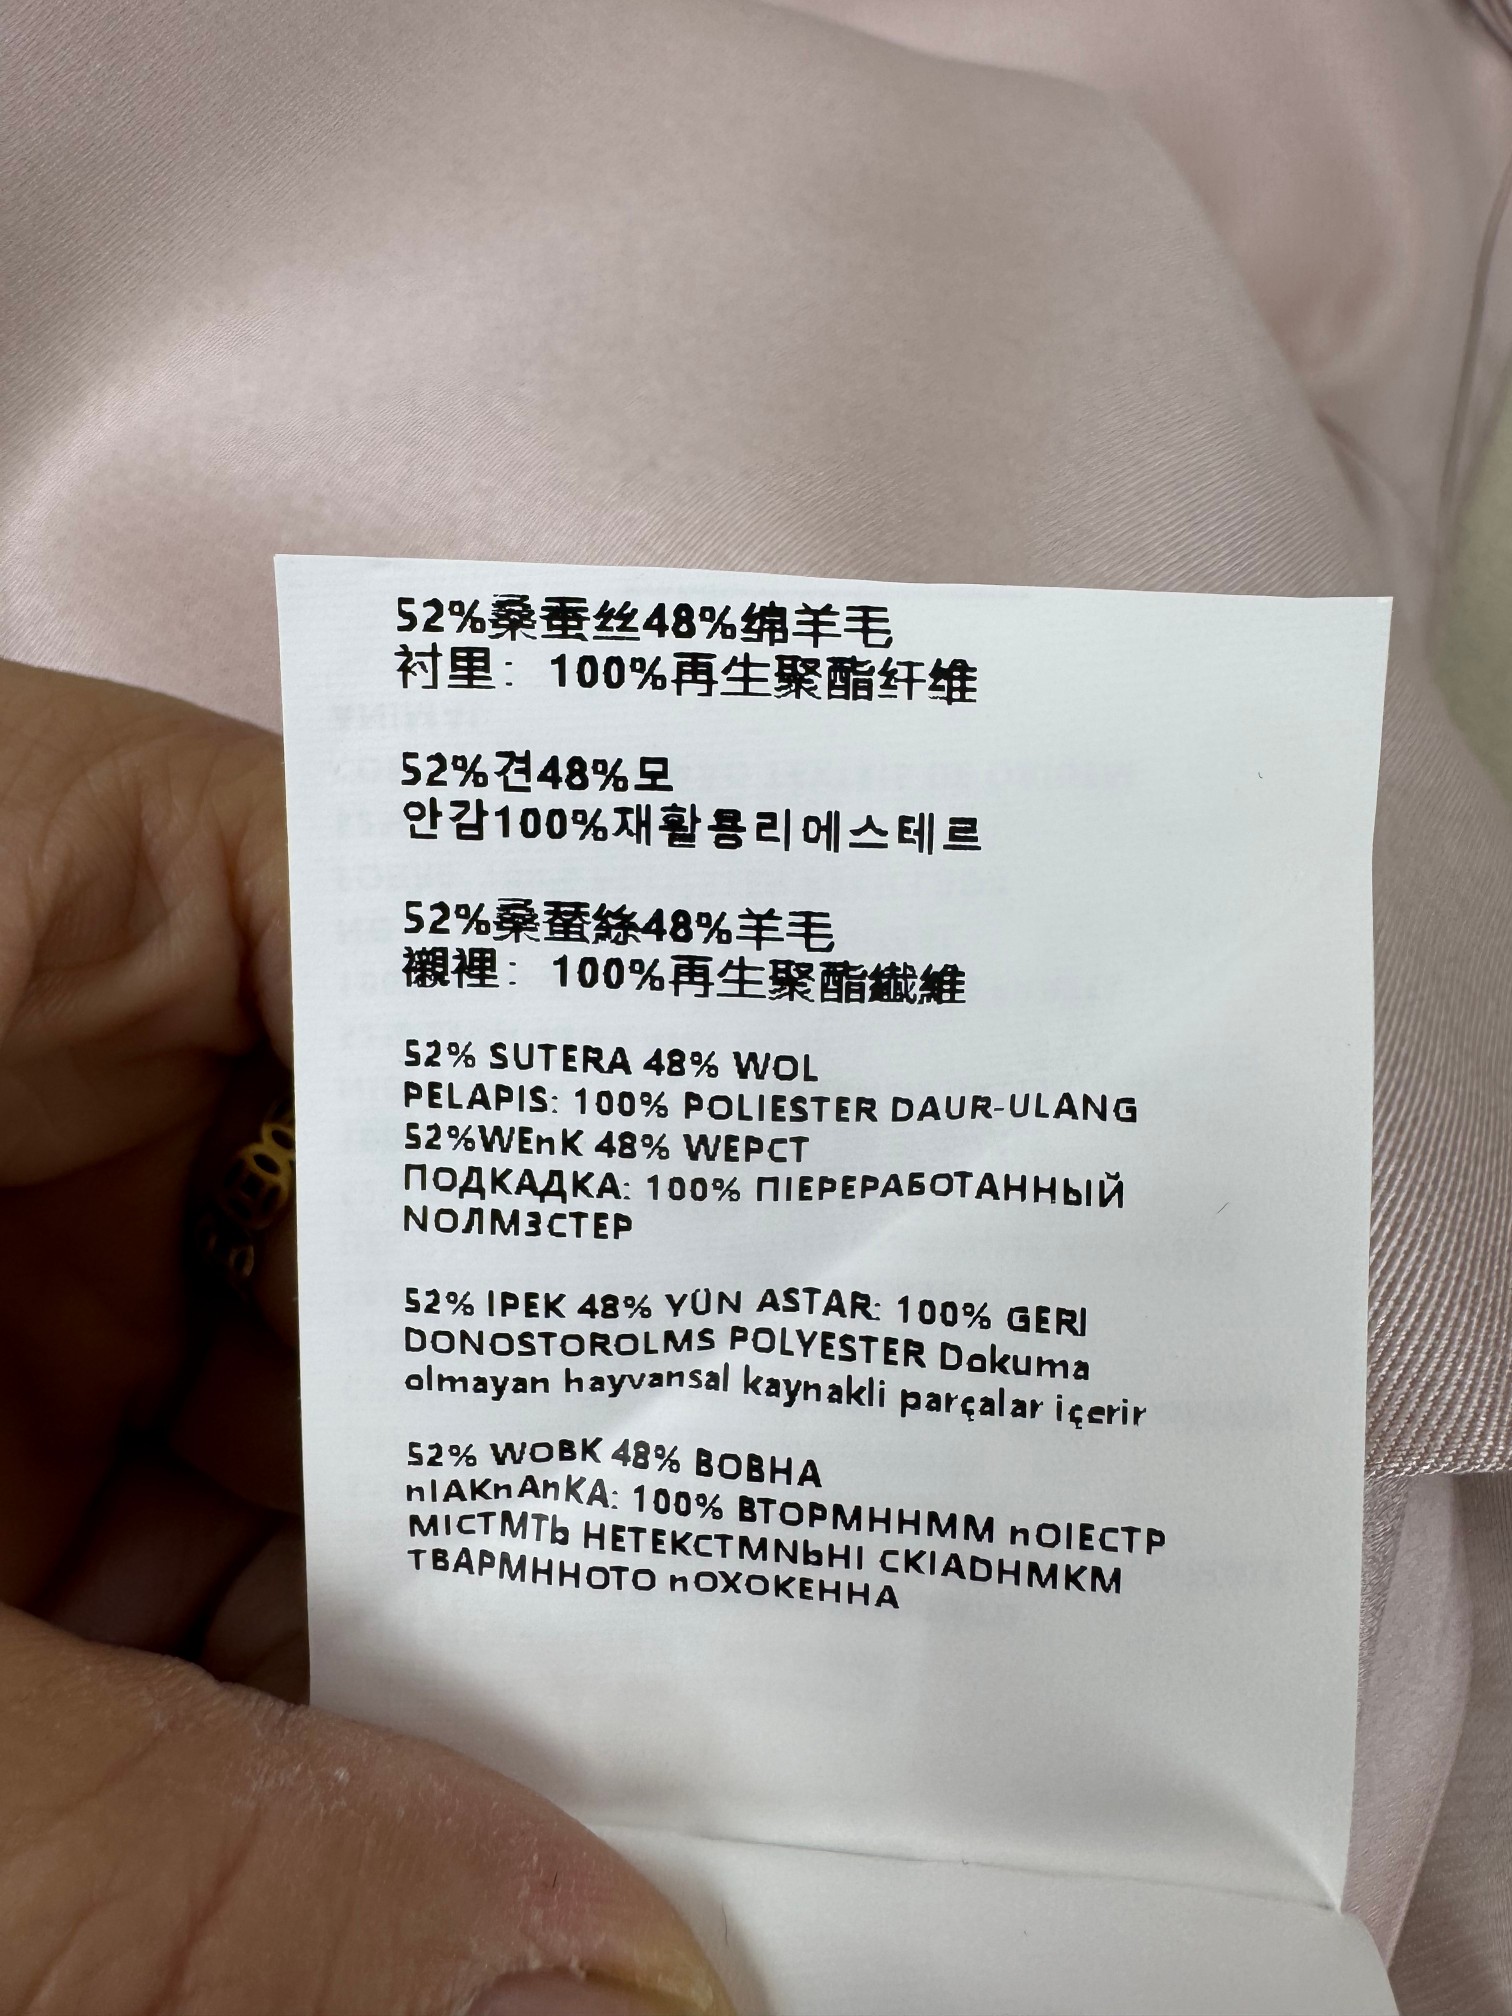 52%桑蚕丝48%绵羊毛
衬里：100%再生聚酯纤维
52%견48%모
안감100%재활용리에스테르
52%桑蠶絲48%羊毛
襯裡：100%再生聚酯纖維
52% SUTERA 48% WOL
PELAPIS: 100% POLIESTER DAUR-ULANG
52%WEnK 48% WEPCT
ПОДКАДКА: 100% ПIЕРЕРАБОТАННЫЙ
NОЛМЗСТЕР
52% IPEK 48% YÜN ASTAR: 100% GERI
DONOSTOROLMS POLYESTER Dokuma
olmayan hayvansal kaynakli parçalar içerir
52% WOBK 48% BOBHA
nIAKnAnKA: 100% BTOPMHHMM nOIECTP
MICTMTb HETEKCTMNbHI CKIADHMKM
TBAPMHHOTO nOXOKEHHA